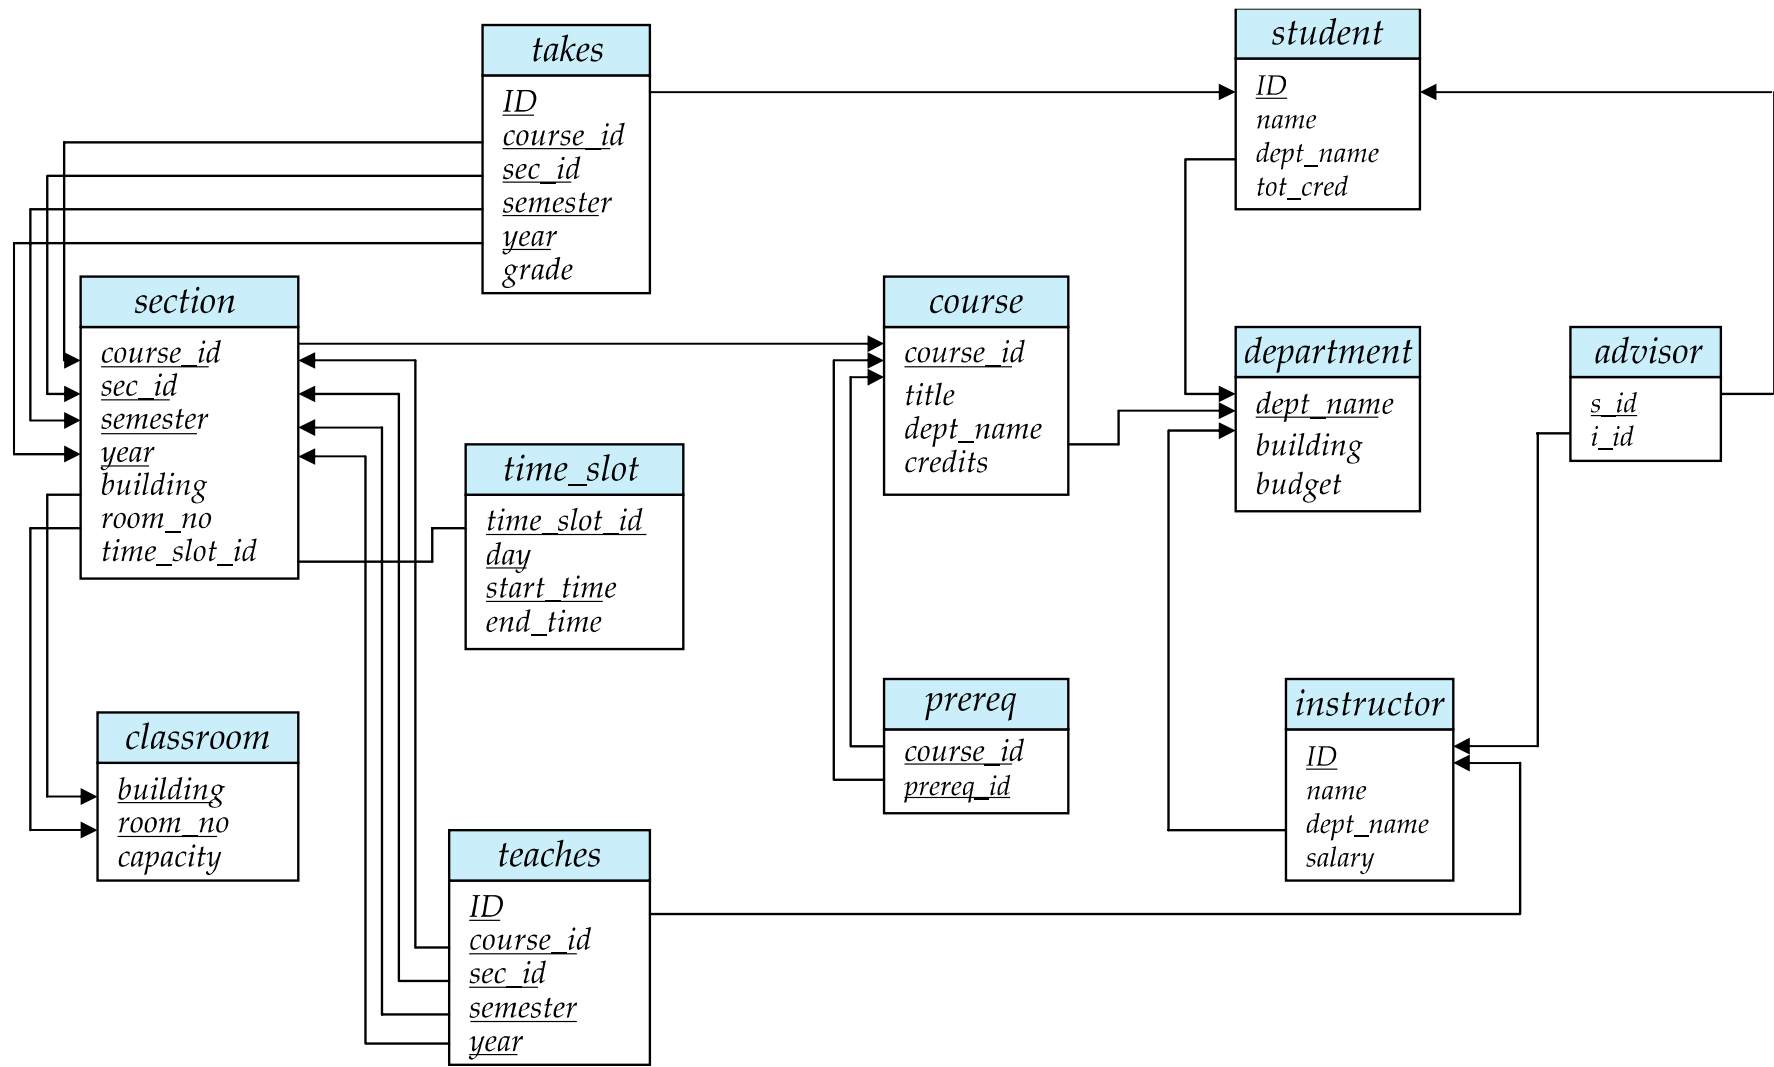 takes
ID
course_id
sec_id
semester
year
grade
student
ID
name
dept_name
tot_cred
section
course_id
sec_id
semester
year
building
room_no
time_slot_id
time_slot
time_slot_id
day
start_time
end_time
course
course_id
title
dept_name
credits
department
dept_name
building
budget
advisor
s_id
i_id
classroom
building
room_no
capacity
prereq
course_id
prereq_id
instructor
ID
name
dept_name
salary
teaches
ID
course_id
sec_id
semester
year